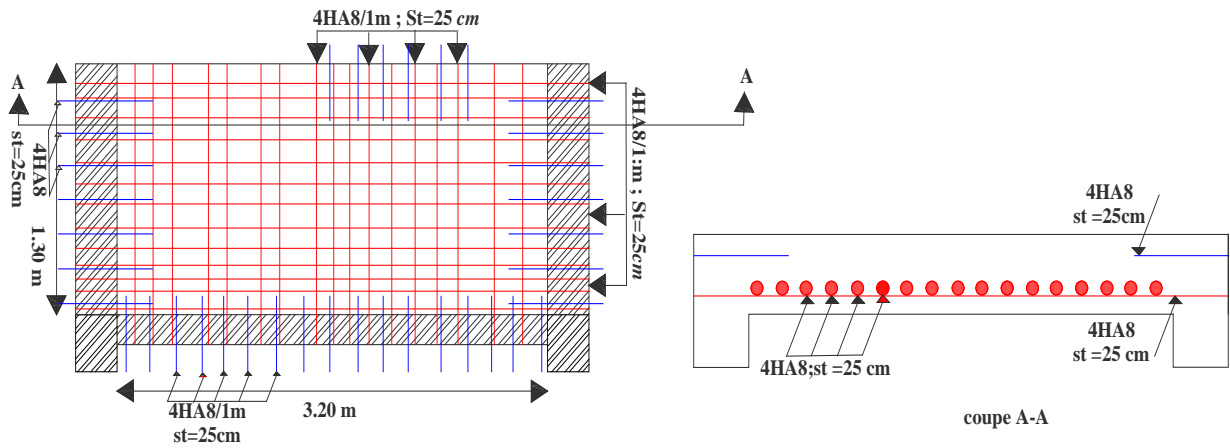 4HA8/1m ; St=25 cm
A
A
4HA8
st=25cm
1.30 m
4HA8/1:m ; St=25cm
4HA8/1m
st=25cm
3.20 m
4HA8
st =25cm
4HA8
st =25 cm
4HA8;st =25 cm
coupe A-A